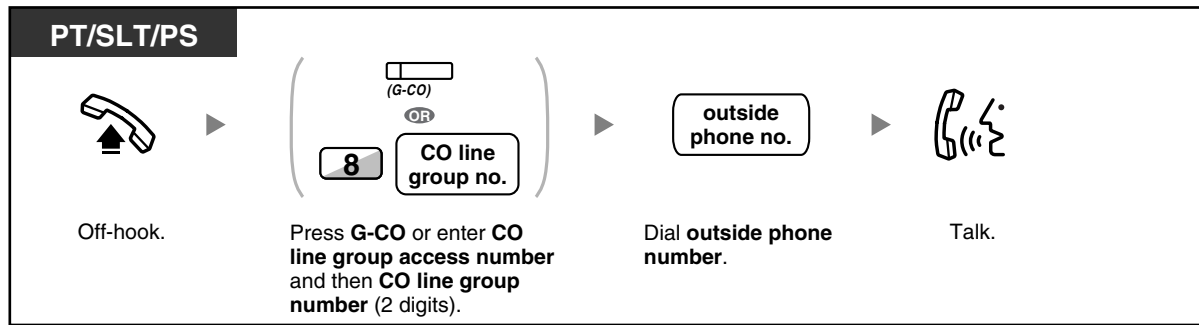 PT/SLT/PS
(G-CO)
OR
8
CO line
group no.
outside
phone no.
Off-hook.
Press G-CO or enter CO
line group access number
and then CO line group
number (2 digits).
Dial outside phone
number.
Talk.